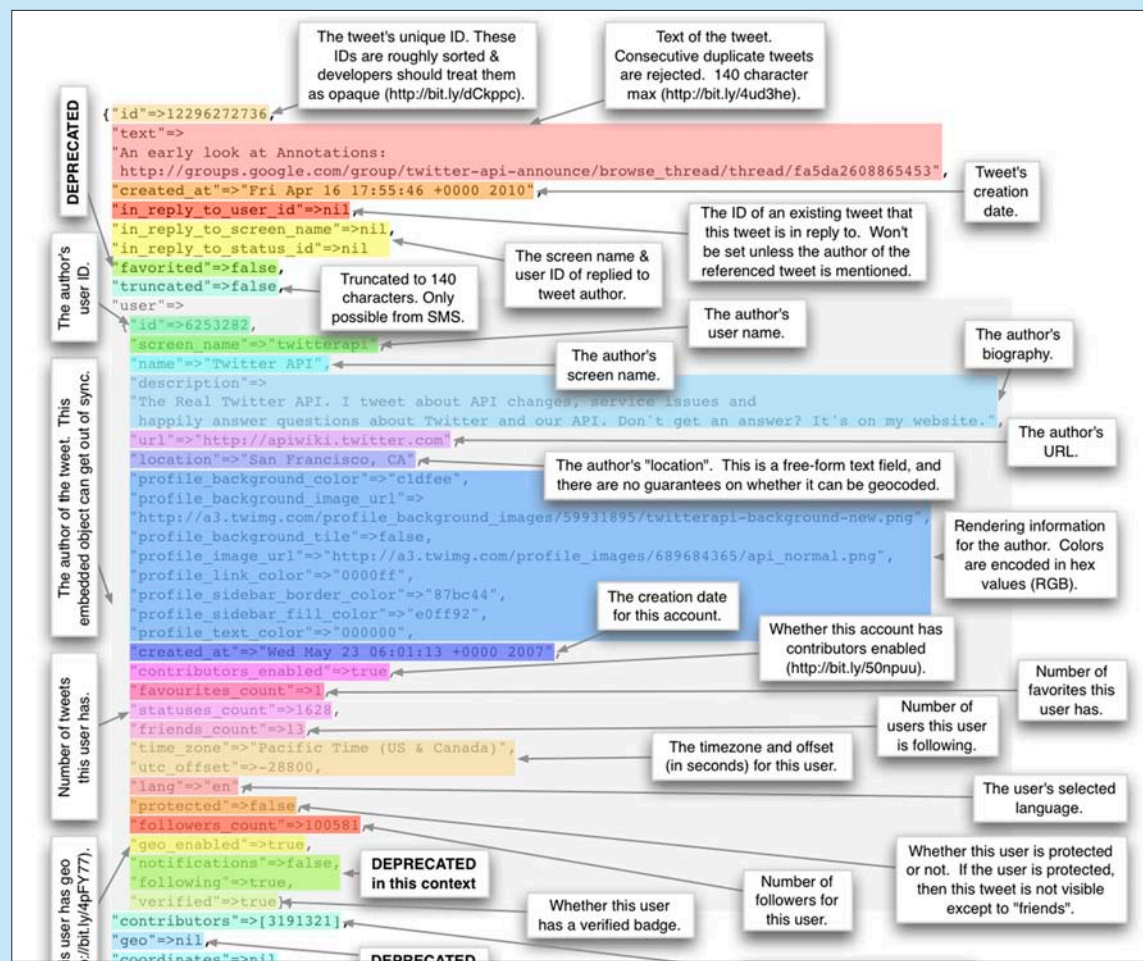 The tweet's unique ID. These
IDs are roughly sorted &
developers should treat them
as opaque (http://bit.ly/dCkppc).
Text of the tweet.
Consecutive duplicate tweets
are rejected. 140 character
max (http://bit.ly/4ud3he).
DEPRECATED
{"id"=>12296272736,
"text"=>
"An early look at Annotations:
http://groups.google.com/group/twitter-api-announce/browse_thread/thread/fa5da2608865453",
"created_at"=>"Fri Apr 16 17:55:46 +0000 2010",
"in_reply_to_user_id"=>nil,
"in_reply_to_screen_name"=>nil,
"in_reply_to_status_id"=>nil
"favorited"=>false,
"truncated"=>false,
"user"=>
{"id"=>6253282,
"screen_name"=>"twitterapi",
"name"=>"Twitter API",
"description"=>
"The Real Twitter API. I tweet about API changes, service issues and
happily answer questions about Twitter and our API. Don't get an answer? It's on my website.",
"url"=>"http://apiwiki.twitter.com",
"location"=>"San Francisco, CA",
"profile_background_color"=>"c1dfee",
"profile_background_image_url"=>
"http://a3.twimg.com/profile_background_images/59931895/twitterapi-background-new.png",
"profile_background_tile"=>false,
"profile_image_url"=>"http://a3.twimg.com/profile_images/689684365/api_normal.png",
"profile_link_color"=>"0000ff",
"profile_sidebar_border_color"=>"87bc44",
"profile_sidebar_fill_color"=>"e0ff92",
"profile_text_color"=>"000000",
"created_at"=>"Wed May 23 06:01:13 +0000 2007",
"contributors_enabled"=>true,
"favourites_count"=>1,
"statuses_count"=>1628,
"friends_count"=>13,
"time_zone"=>"Pacific Time (US & Canada)",
"utc_offset"=>-28800,
"lang"=>"en",
"protected"=>false,
"followers_count"=>100581,
"geo_enabled"=>true,
"notifications"=>false,
"following"=>true,
"verified"=>true}
"contributors"=>[3191321],
"geo"=>nil,
"coordinates"=>nil
Tweet's
creation
date.
The ID of an existing tweet that
this tweet is in reply to. Won't
be set unless the author of the
referenced tweet is mentioned.
The screen name &
user ID of replied to
tweet author.
Truncated to 140
characters. Only
possible from SMS.
The author's
user ID.
The author's
user name.
The author's
screen name.
The author's
biography.
The author's
URL.
The author's "location". This is a free-form text field, and
there are no guarantees on whether it can be geocoded.
The author of the tweet. This
embedded object can get out of sync.
Rendering information
for the author. Colors
are encoded in hex
values (RGB).
The creation date
for this account.
Whether this account has
contributors enabled
(http://bit.ly/50npuu).
Number of
favorites this
user has.
Number of tweets
this user has.
Number of
users this user
is following.
The timezone and offset
(in seconds) for this user.
The user's selected
language.
Whether this user is protected
or not. If the user is protected,
then this tweet is not visible
except to "friends".
DEPRECATED
in this context
Number of
followers for
this user.
Whether this user
has a verified badge.
user has geo
bit.ly/4pFY77).
DEPRECATED